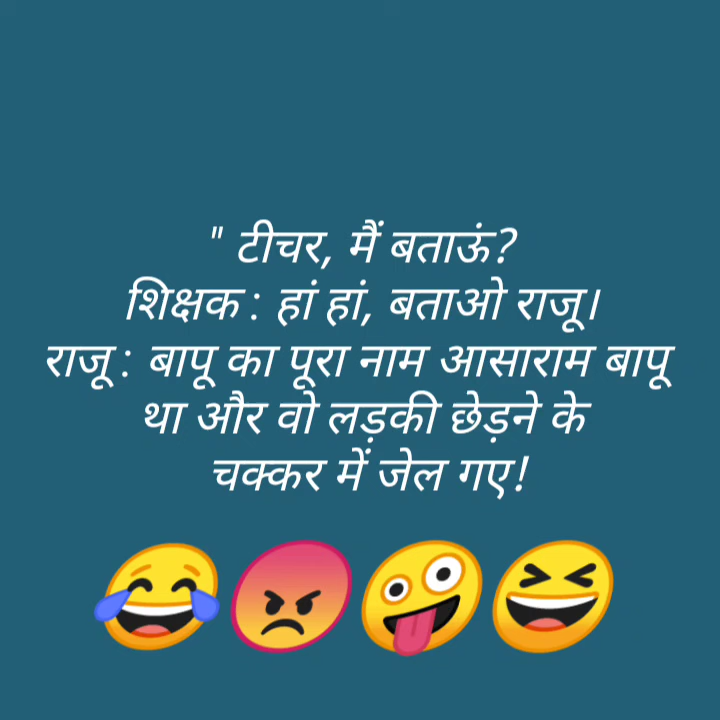 " टीचर, मैं बताऊं?
शिक्षक : हां हां, बताओ राजू।
राजू : बापू का पूरा नाम आसाराम बापू
था और वो लड़की छेड़ने के
चक्कर में जेल गए!